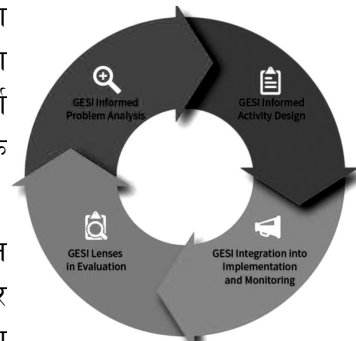 GESI Informed
Problem Analysis
GESI Informed
Activity Design
GESI Lenses
in Evaluation
GESI Integration into
Implementation
and Monitoring